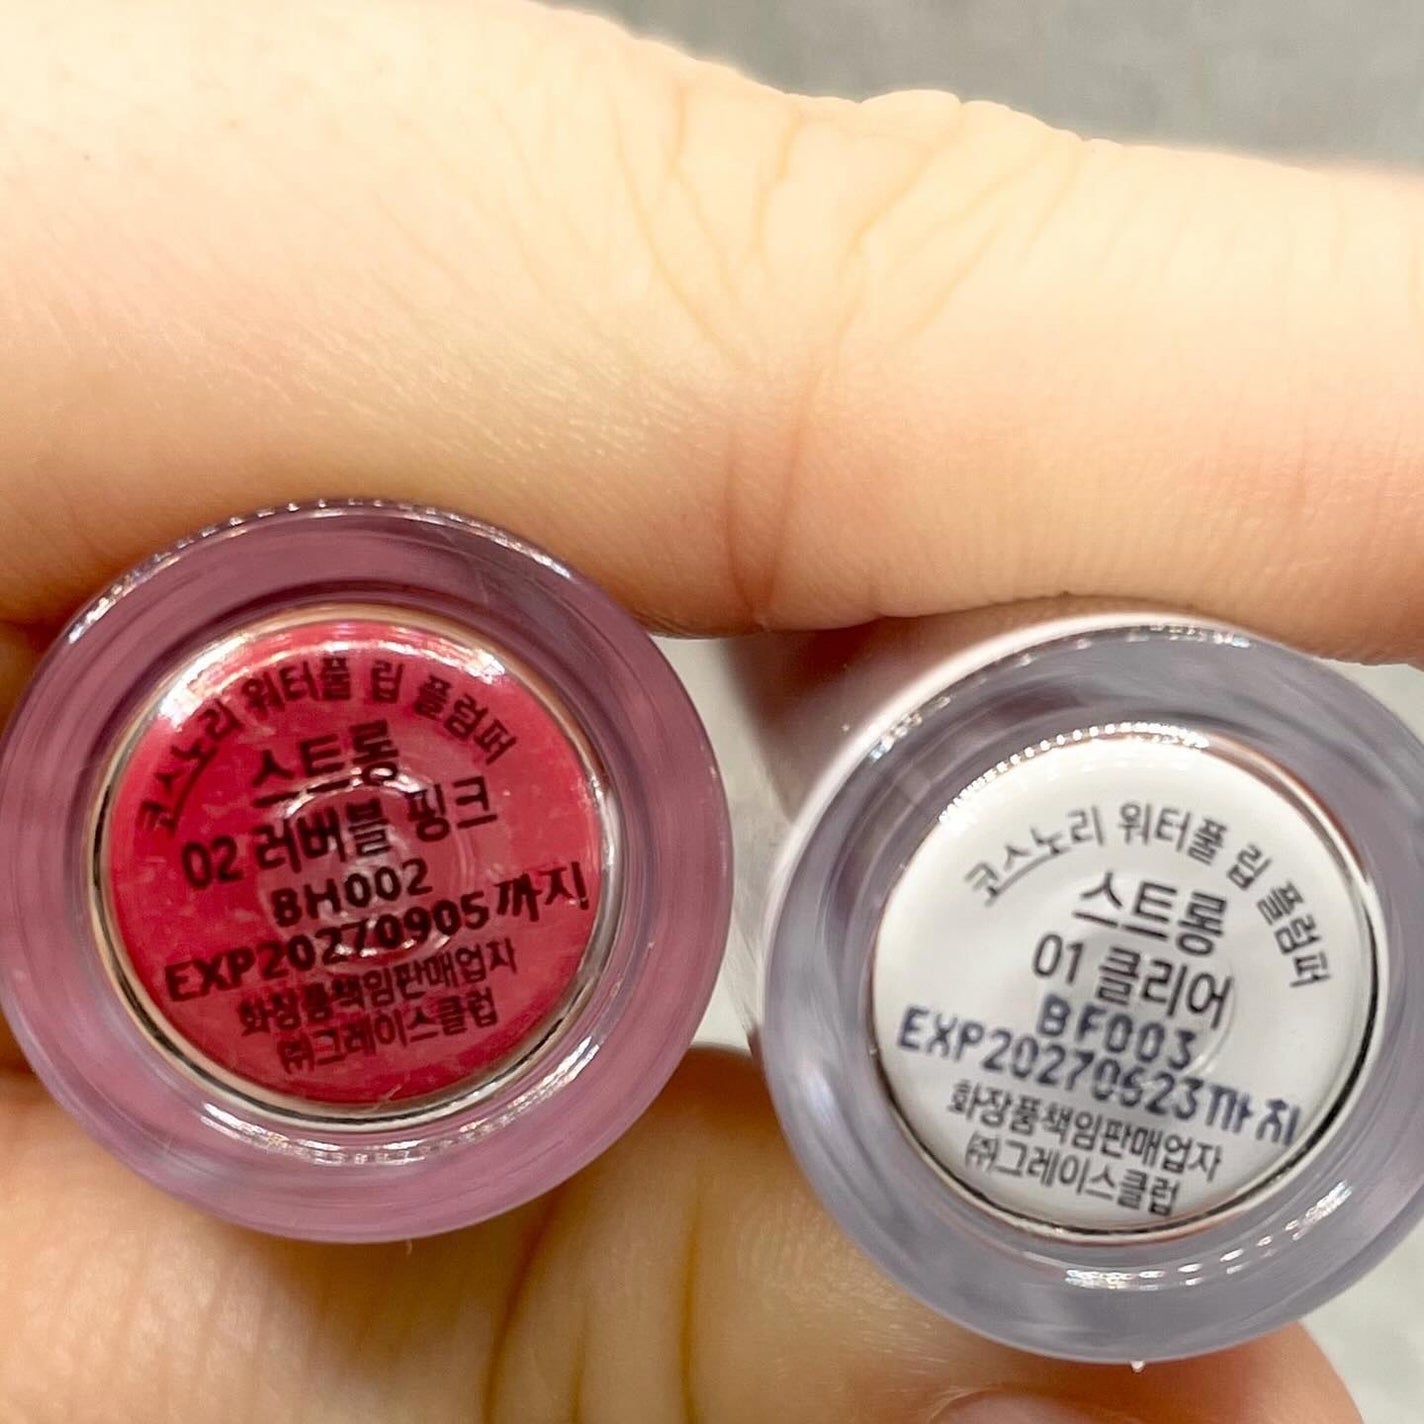 코스노리 워터풀 립 플럼퍼
스트롱
02 러버블 핑크
BH002
EXP20270905까지
화장품책임판매업자
㈜그레이스클럽
코스노리 워터풀 립 플럼퍼
스트롱
01 클리어
BF003
EXP20270623까지
화장품책임판매업자
㈜그레이스클럽